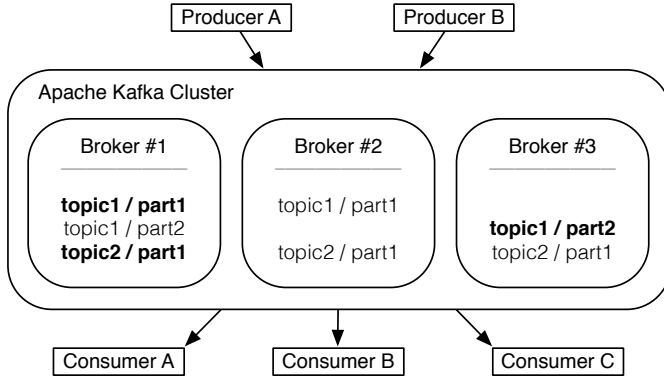 Producer A
Producer B
Apache Kafka Cluster
Broker #1
topic1 / part1
topic1 / part2
topic2 / part1
Broker #2
topic1 / part1
topic2 / part1
Broker #3
topic1 / part2
topic2 / part1
Consumer A
Consumer B
Consumer C